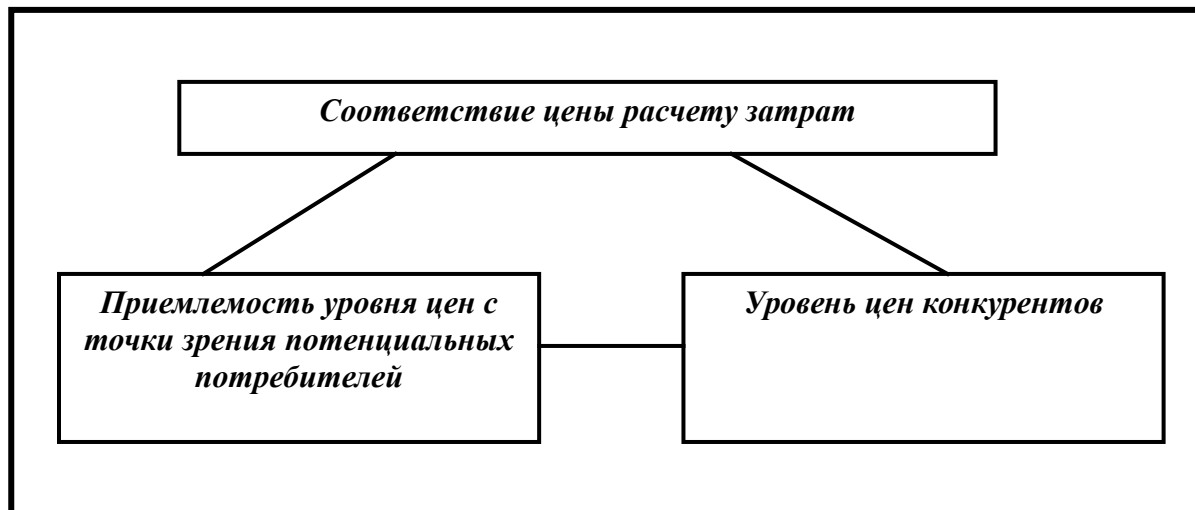 Соответствие цены расчету затрат
Приемлемость уровня цен с
точки зрения потенциальных
потребителей
Уровень цен конкурентов